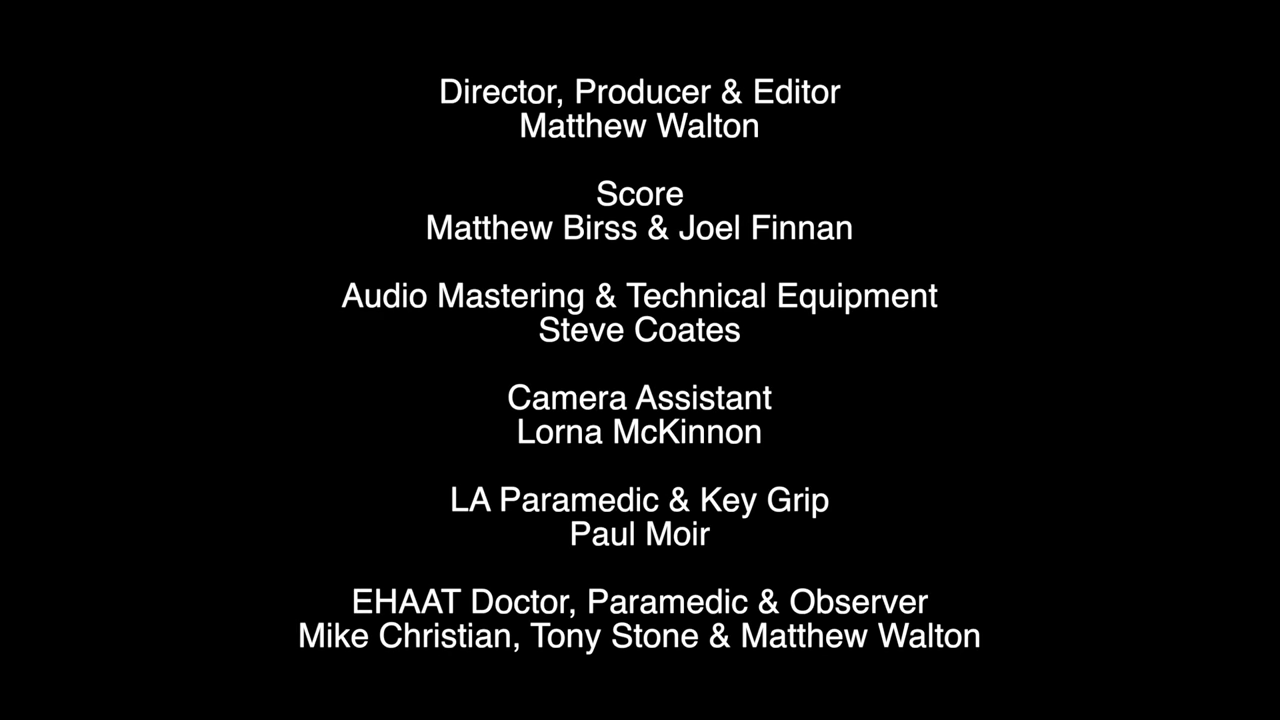 Director, Producer & Editor
Matthew Walton
Score
Matthew Birss & Joel Finnan
Audio Mastering & Technical Equipment
Steve Coates
Camera Assistant
Lorna McKinnon
LA Paramedic & Key Grip
Paul Moir
EHAAT Doctor, Paramedic & Observer
Mike Christian, Tony Stone & Matthew Walton